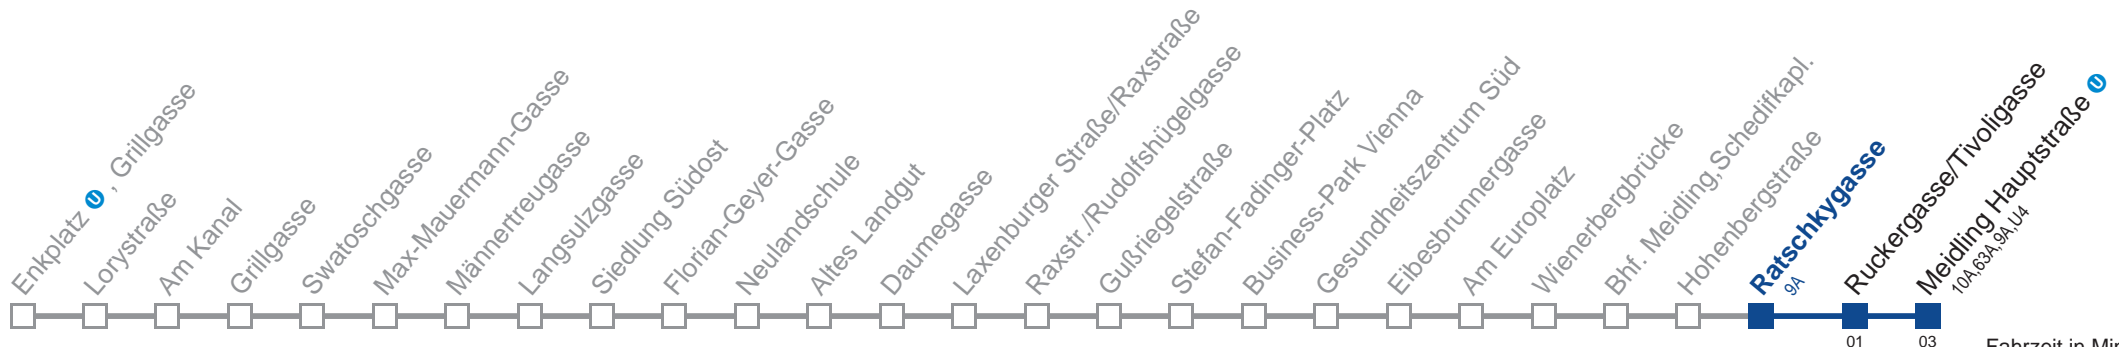 Enkplatz U , Grillgasse
Lorystraße
Am Kanal
Grillgasse
Swatoschgasse
Max-Mauermann-Gasse
Männertreugasse
Langsulzgasse
Siedlung Südost
Florian-Geyer-Gasse
Neulandschule
Altes Landgut
Daumegasse
Laxenburger Straße/Raxstraße
Raxstr./Rudolfshügelgasse
Gußriegelstraße
Stefan-Fadinger-Platz
Business-Park Vienna
Gesundheitszentrum Süd
Eibesbrunnergasse
Am Europlatz
Wienerbergbrücke
Bhf. Meidling,Schedifkapl.
Hohenbergstraße
Ratschkygasse
9A
Ruckergasse/Tivoligasse
Meidling Hauptstraße U
10A,63A,9A,U4
01
03
Fahrzeit in